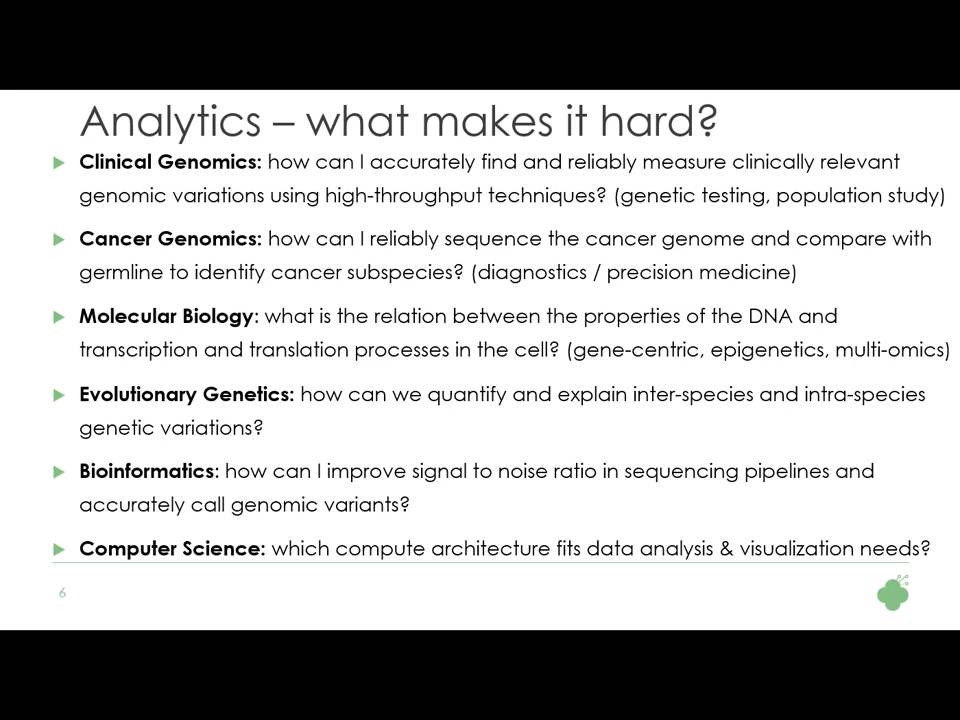 Analytics – what makes it hard?
Clinical Genomics: how can I accurately find and reliably measure clinically relevant
genomic variations using high-throughput techniques? (genetic testing, population study)
Cancer Genomics: how can I reliably sequence the cancer genome and compare with
germline to identify cancer subspecies? (diagnostics / precision medicine)
Molecular Biology: what is the relation between the properties of the DNA and
transcription and translation processes in the cell? (gene-centric, epigenetics, multi-omics)
Evolutionary Genetics: how can we quantify and explain inter-species and intra-species
genetic variations?
Bioinformatics: how can I improve signal to noise ratio in sequencing pipelines and
accurately call genomic variants?
Computer Science: which compute architecture fits data analysis & visualization needs?
6